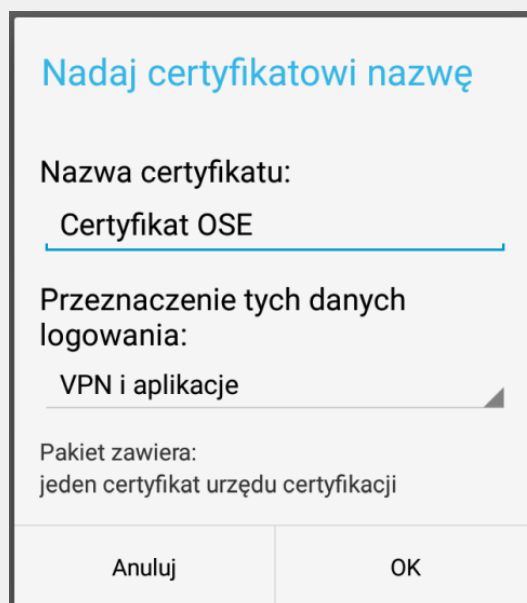 Nadaj certyfikatowi nazwę
Nazwa certyfikatu:
Certyfikat OSE
Przeznaczenie tych danych
logowania:
VPN i aplikacje
Pakiet zawiera:
jeden certyfikat urzędu certyfikacji
Anuluj
OK